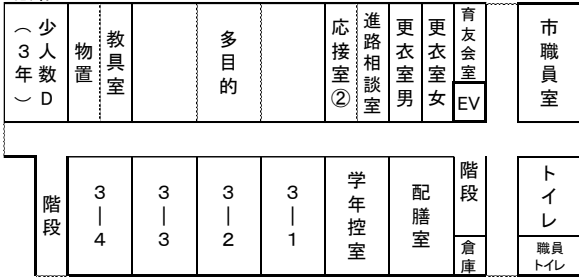 少人数D
（３年）
物置
教具室
多目的
応接室②
進路相談室
更衣室男
更衣室女
育友会室
EV
市職員室
階段
３―４
３―３
３―２
３―１
学年控室
配膳室
階段
倉庫
トイレ
職員
トイレ